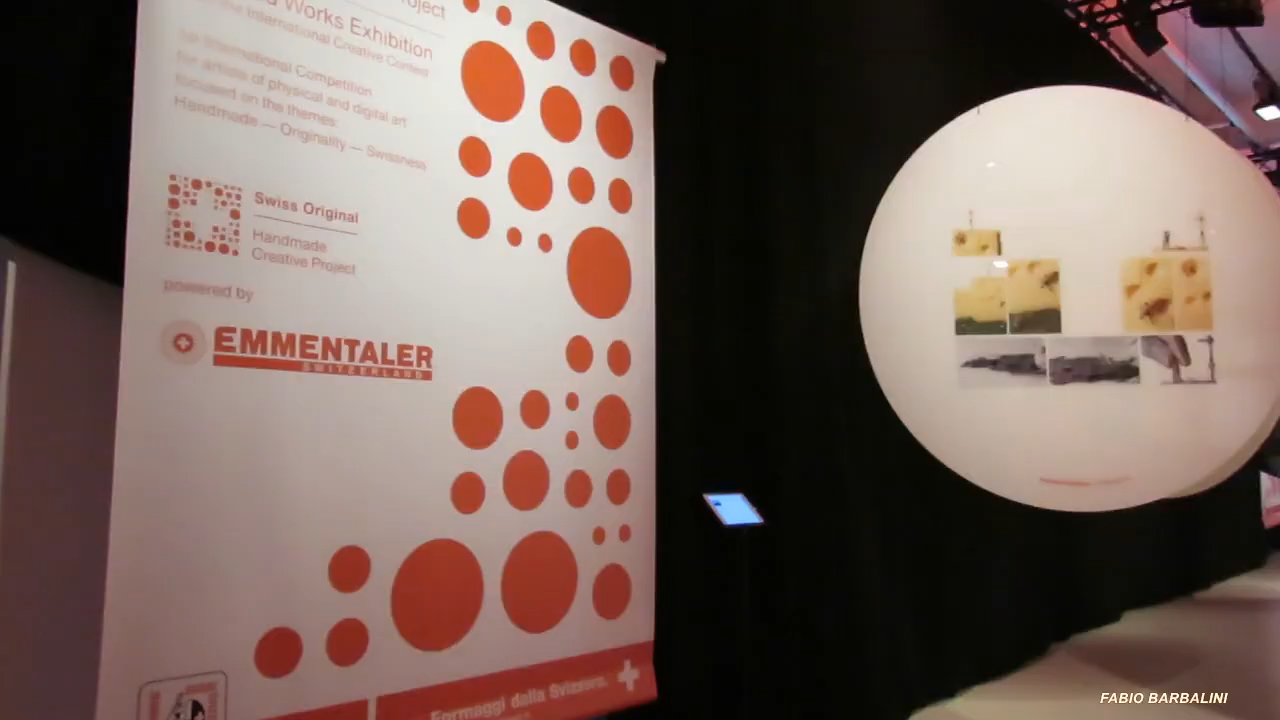 oject
d Works Exhibition
International Creative Contest
1st International Competition
for artists of physical and digital art
focused on the themes:
Handmade — Originality — Swissness
Swiss Original
Handmade
Creative Project
powered by
EMMENTALER
SWITZERLAND
Formaggi dalla Svizzera.
FABIO BARBALINI